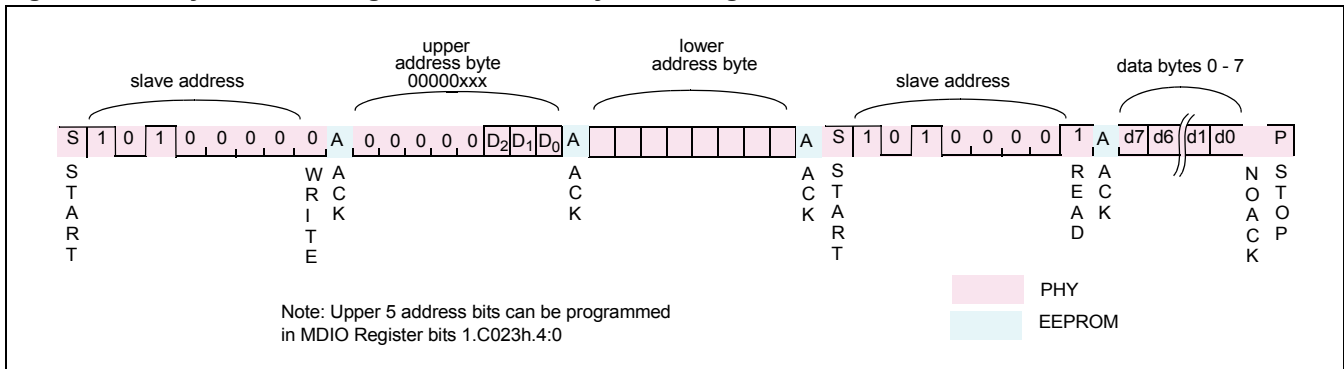 slave address
upper
address byte
00000xxx
lower
address byte
slave address
data bytes 0 - 7
S 1 0 1 0 0 0 0 0 A 0 0 0 0 0 D2 D1 D0 A A S 1 0 1 0 0 0 0 1 A d7 d6 d1 d0 P
START
WRITE
ACK
ACK
ACK
START
READ
ACK
NOACK
STOP
Note: Upper 5 address bits can be programmed
in MDIO Register bits 1.C023h.4:0
PHY
EEPROM